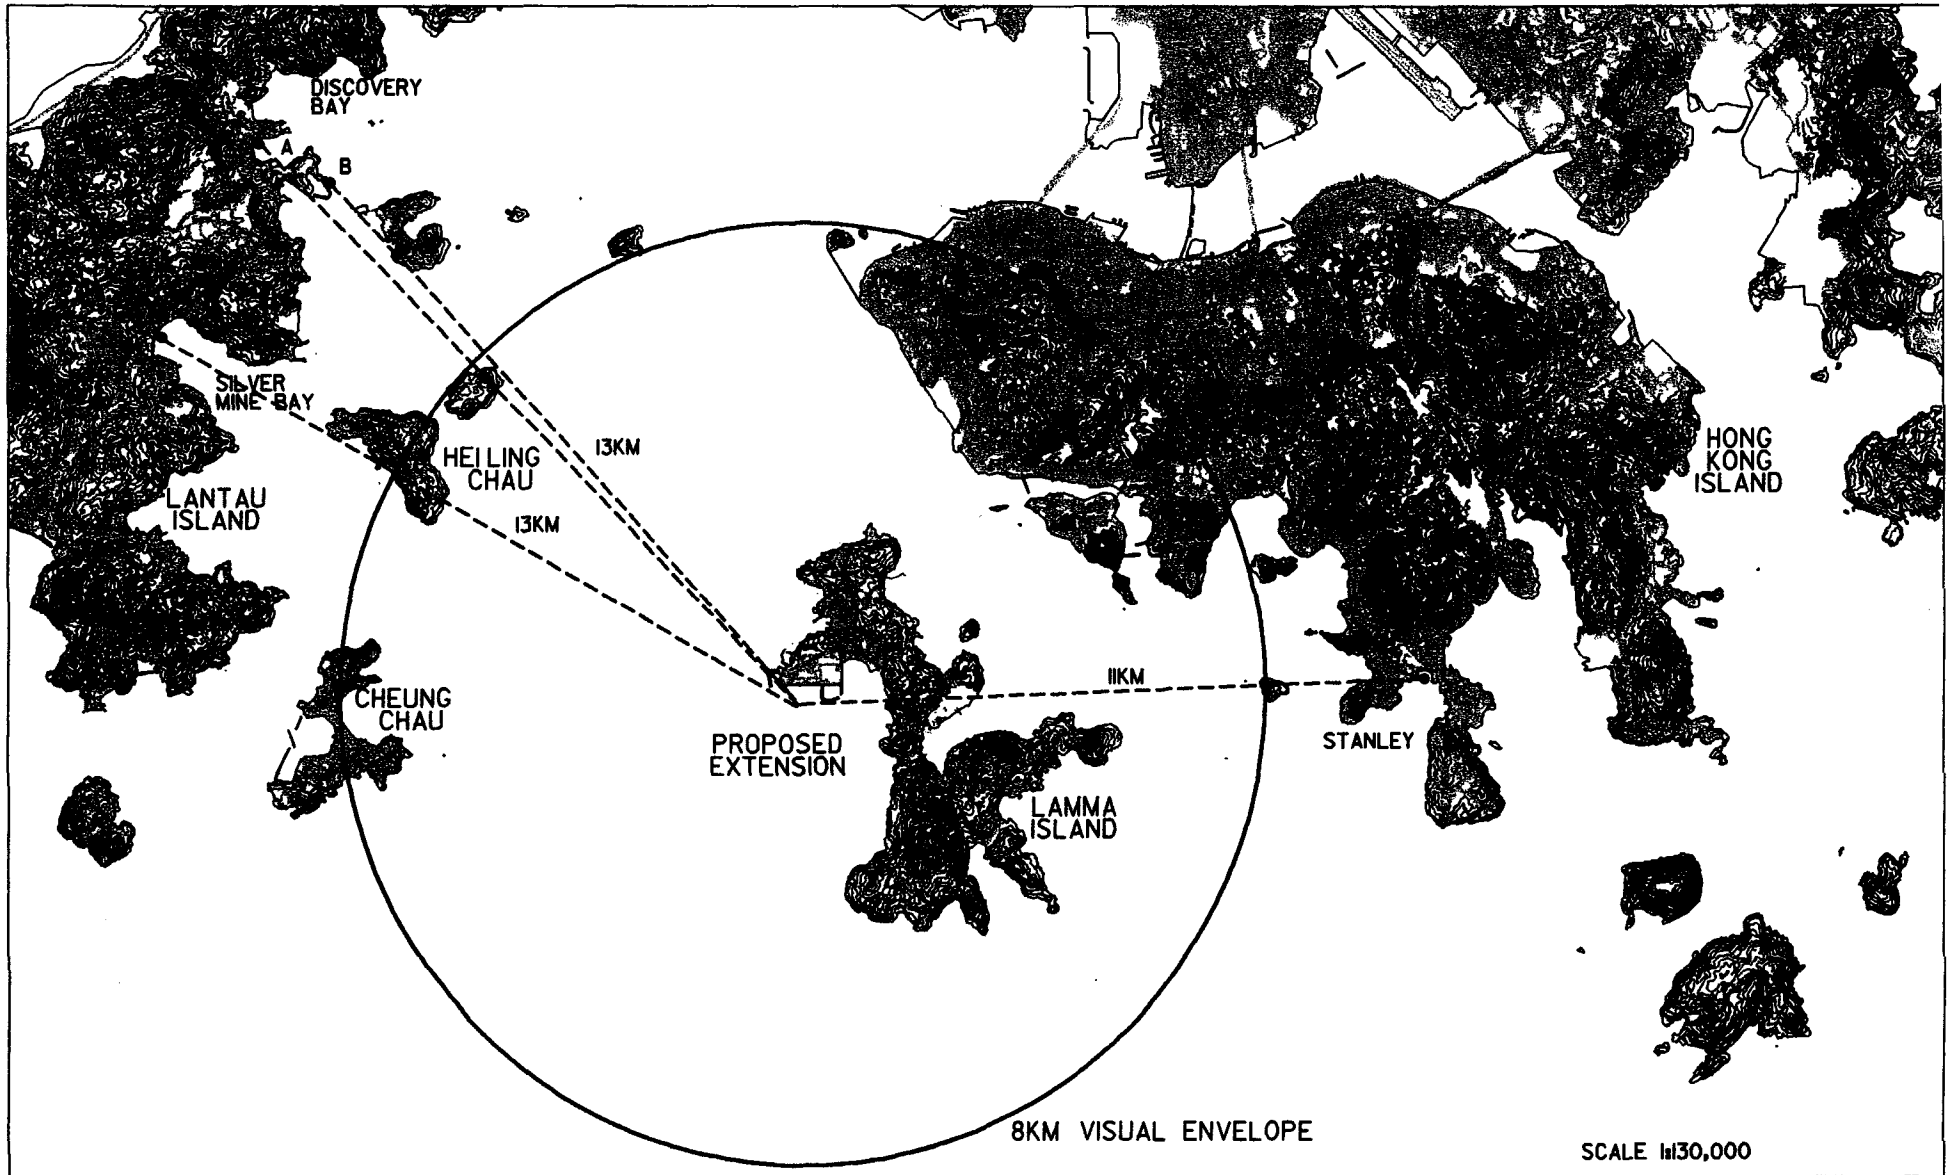 DISCOVERY
BAY
A
B
SILVER
MINE BAY
HEI LING
CHAU
13KM
13KM
LANTAU
ISLAND
HONG
KONG
ISLAND
CHEUNG
CHAU
11KM
PROPOSED
EXTENSION
STANLEY
LAMMA
ISLAND
8KM VISUAL ENVELOPE
SCALE 1:130,000